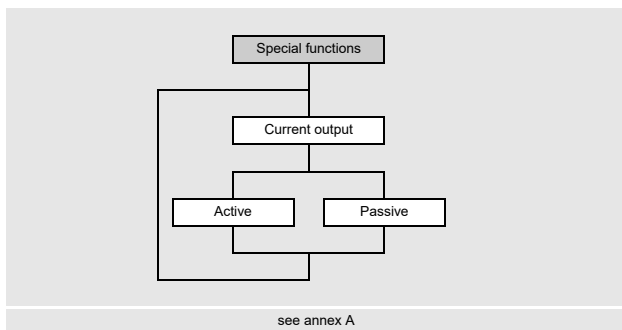 Special functions
Current output
Active
Passive
see annex A